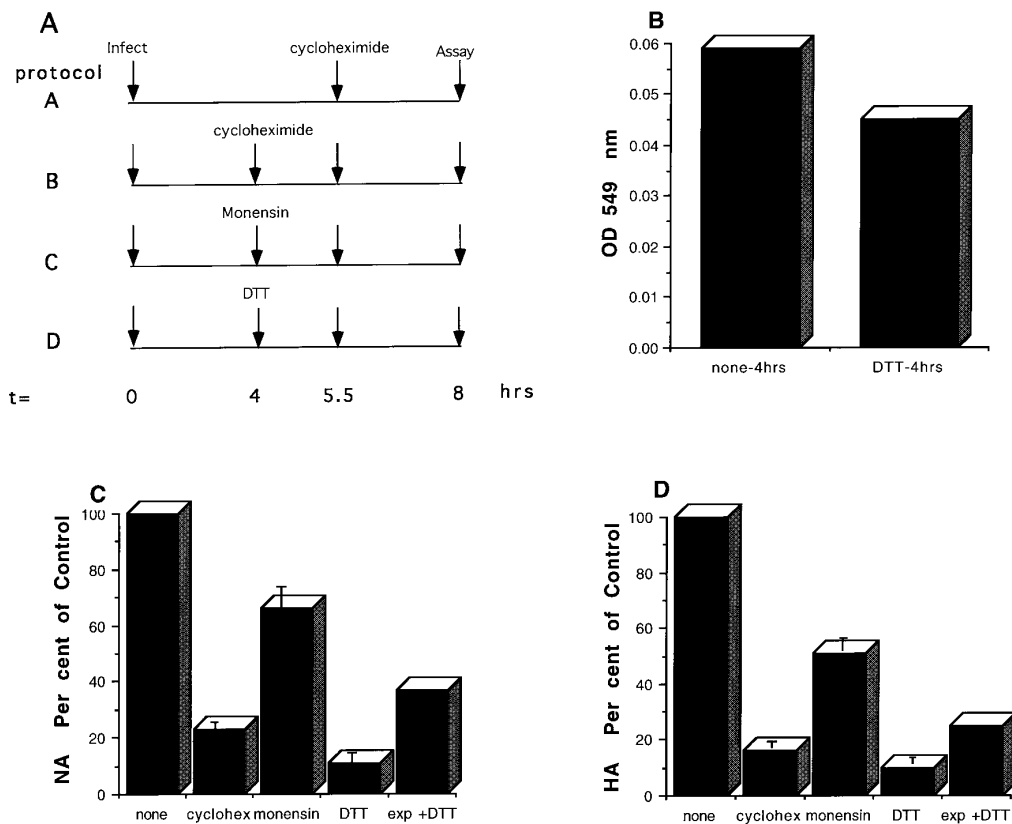 A
Infect cycloheximide Assay
protocol
A
cycloheximide
B
Monensin
C
DTT
D
t= 0 4 5.5 8 hrs
B
OD 549 nm
0.06
0.05
0.04
0.03
0.02
0.01
0.00
none-4hrs DTT-4hrs
C
NA Per cent of Control
100
80
60
40
20
0
none cyclohex monensin DTT exp +DTT
D
HA Per cent of Control
100
80
60
40
20
0
none cyclohex monensin DTT exp +DTT